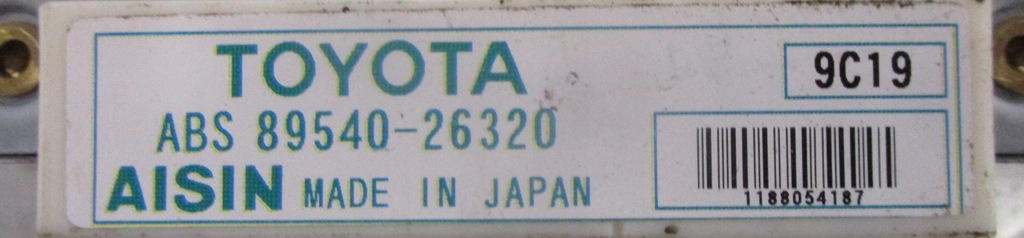 TOYOTA
9C19
ABS 89540-26320
AISIN MADE IN JAPAN
1188054187